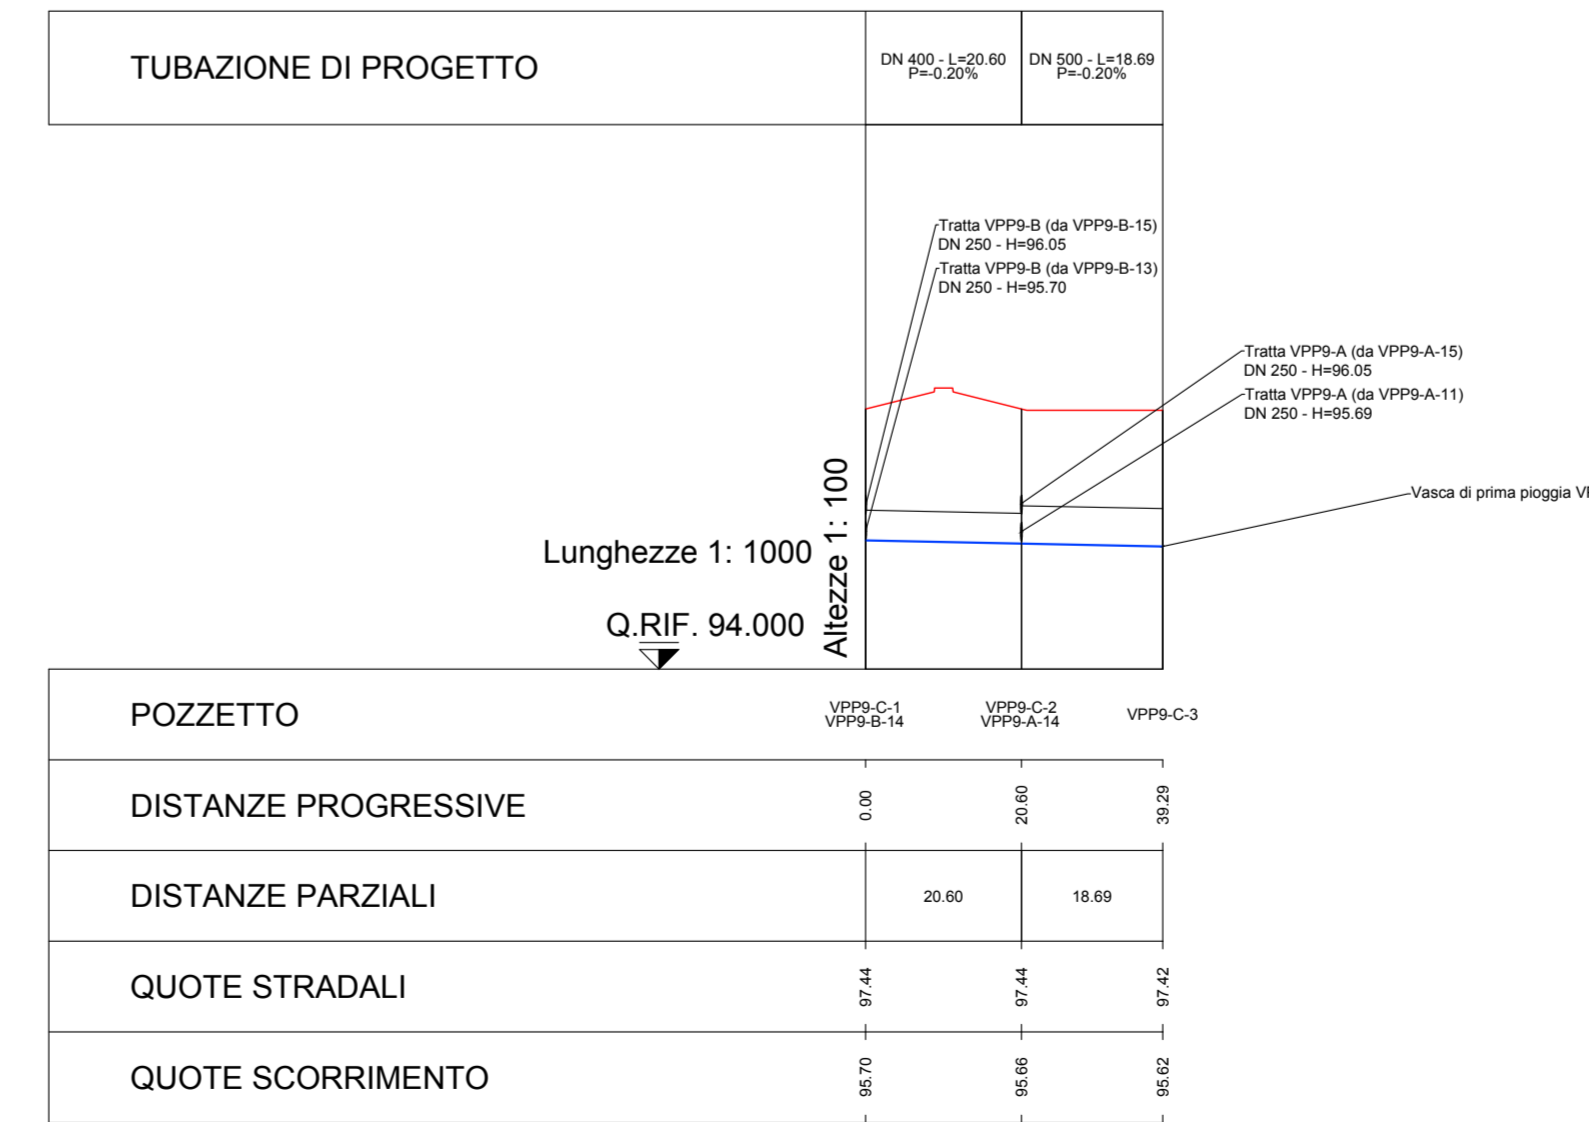 TUBAZIONE DI PROGETTO
DN 400 - L=20.60
P=-0.20%
DN 500 - L=18.69
P=-0.20%
Tratta VPP9-B (da VPP9-B-15)
DN 250 - H=96.05
Tratta VPP9-B (da VPP9-B-13)
DN 250 - H=95.70
Tratta VPP9-A (da VPP9-A-15)
DN 250 - H=96.05
Tratta VPP9-A (da VPP9-A-11)
DN 250 - H=95.69
Vasca di prima pioggia
Lunghezze 1: 1000
Altezze 1: 100
Q.RIF. 94.000
POZZETTO
VPP9-C-1
VPP9-B-14
VPP9-C-2
VPP9-A-14
VPP9-C-3
DISTANZE PROGRESSIVE
0.00
20.60
39.29
DISTANZE PARZIALI
20.60
18.69
QUOTE STRADALI
97.44
97.44
97.42
QUOTE SCORRIMENTO
95.70
95.66
95.62